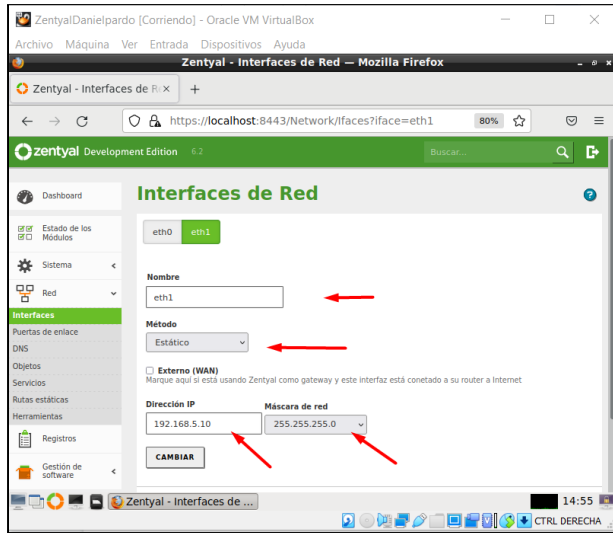 ZentyalDanielpardo [Corriendo] - Oracle VM VirtualBox
Archivo Máquina Ver Entrada Dispositivos Ayuda
Zentyal - Interfaces de Red — Mozilla Firefox
Zentyal - Interfaces de Re
https://localhost:8443/Network/Ifaces?iface=eth1 80%
zentyal Development Edition 6.2 Buscar...
Dashboard
Estado de los
Módulos
Sistema
Red
Interfaces
Puertas de enlace
DNS
Objetos
Servicios
Rutas estáticas
Herramientas
Registros
Gestión de
software
Interfaces de Red
eth0 eth1
Nombre
eth1
Método
Estático
Externo (WAN)
Marque aquí si está usando Zentyal como gateway y este interfaz está conetado a su router a Internet
Dirección IP Máscara de red
192.168.5.10 255.255.255.0
CAMBIAR
Zentyal - Interfaces de ... 14:55
CTRL DERECHA